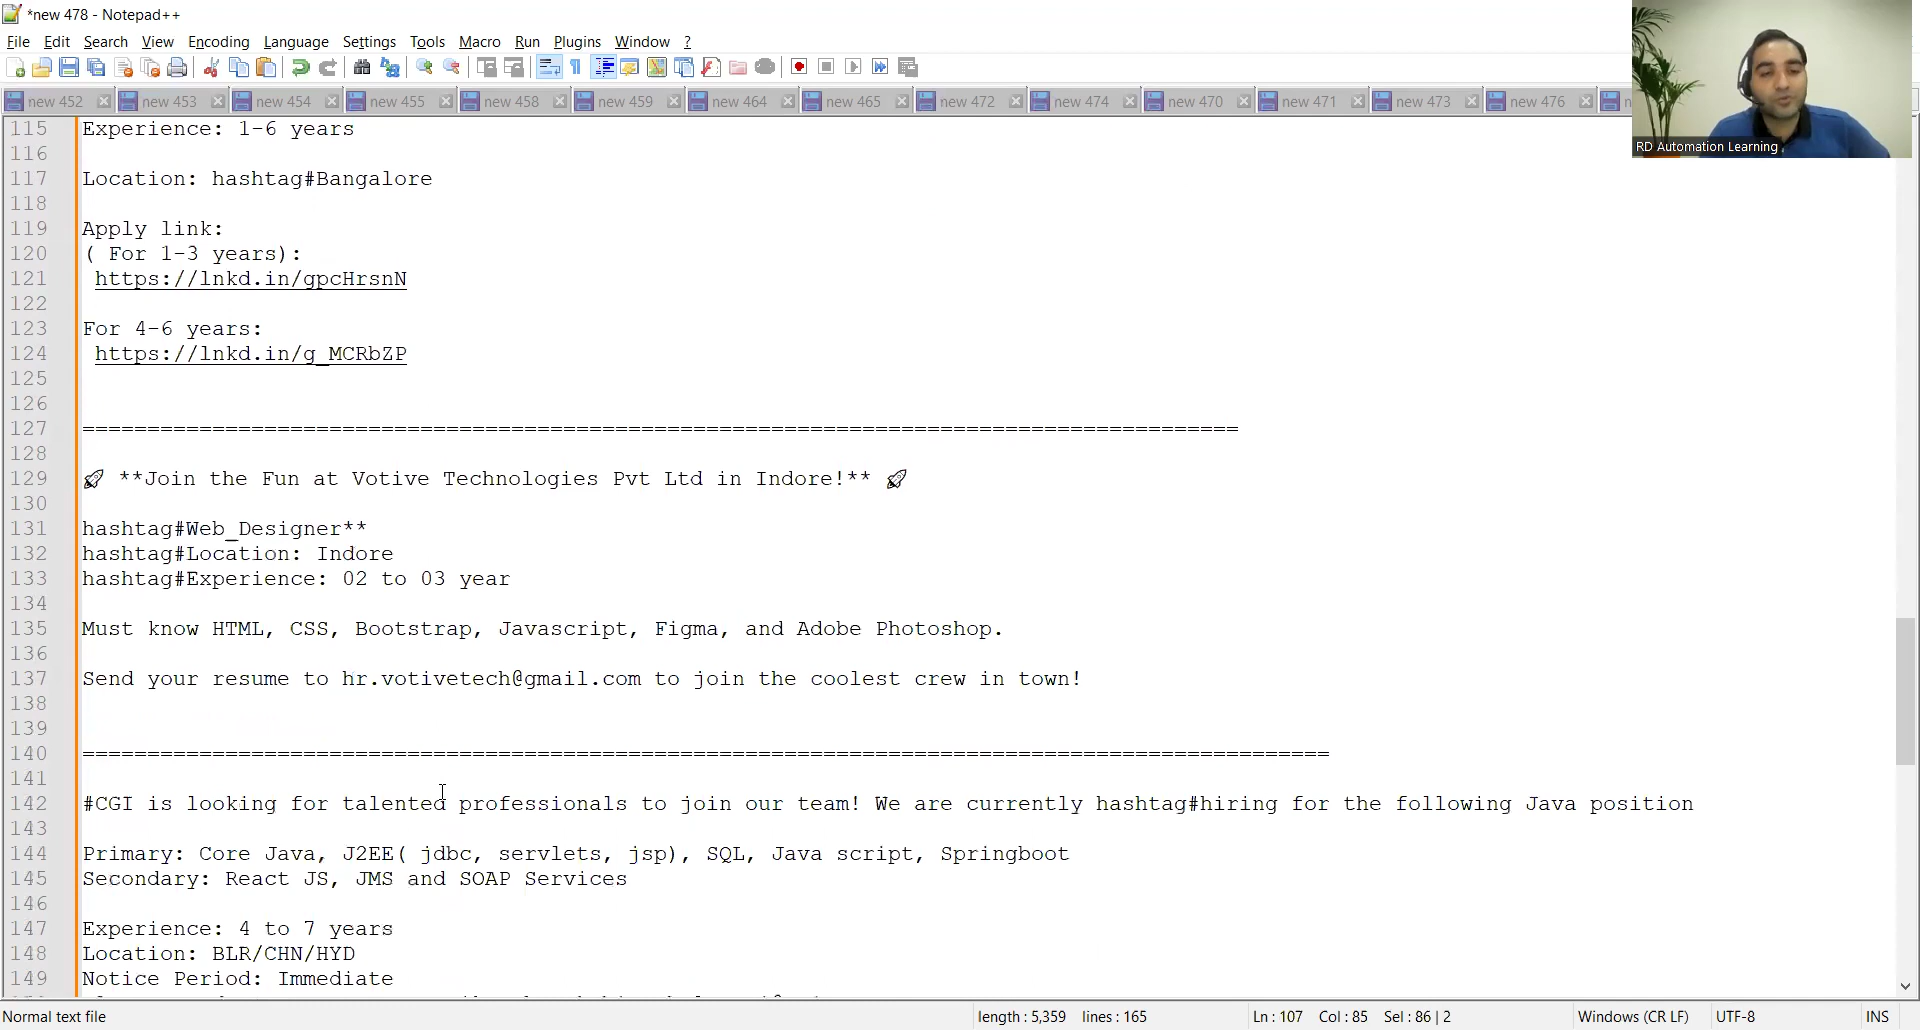 *new 478 - Notepad++
File Edit Search View Encoding Language Settings Tools Macro Run Plugins Window ?
new 452 new 453 new 454 new 455 new 458 new 459 new 464 new 465 new 472 new 474 new 470 new 471 new 473 new 476
RD Automation Learning
115 Experience: 1-6 years
116
117 Location: hashtag#Bangalore
118
119 Apply link:
120 ( For 1-3 years):
121 https://lnkd.in/gpcHrsnN
122
123 For 4-6 years:
124 https://lnkd.in/g_MCRbZP
125
126
127 =========================================================================================
128
129 🚀 **Join the Fun at Votive Technologies Pvt Ltd in Indore!** 🚀
130
131 hashtag#Web_Designer**
132 hashtag#Location: Indore
133 hashtag#Experience: 02 to 03 year
134
135 Must know HTML, CSS, Bootstrap, Javascript, Figma, and Adobe Photoshop.
136
137 Send your resume to hr.votivetech@gmail.com to join the coolest crew in town!
138
139
140 ================================================================================================
141
142 #CGI is looking for talented professionals to join our team! We are currently hashtag#hiring for the following Java position
143
144 Primary: Core Java, J2EE( jdbc, servlets, jsp), SQL, Java script, Springboot
145 Secondary: React JS, JMS and SOAP Services
146
147 Experience: 4 to 7 years
148 Location: BLR/CHN/HYD
149 Notice Period: Immediate
Normal text file length : 5,359 lines : 165 Ln : 107 Col : 85 Sel : 86 | 2 Windows (CR LF) UTF-8 INS